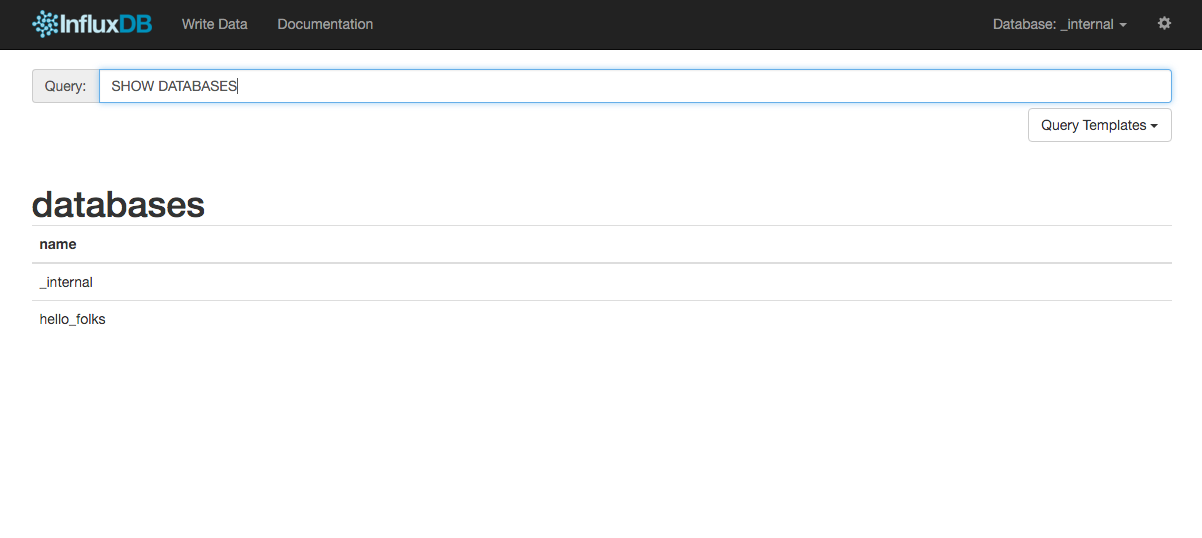 InfluxDB Write Data Documentation Database: _internal
Query: SHOW DATABASES
Query Templates
databases
name
_internal
hello_folks